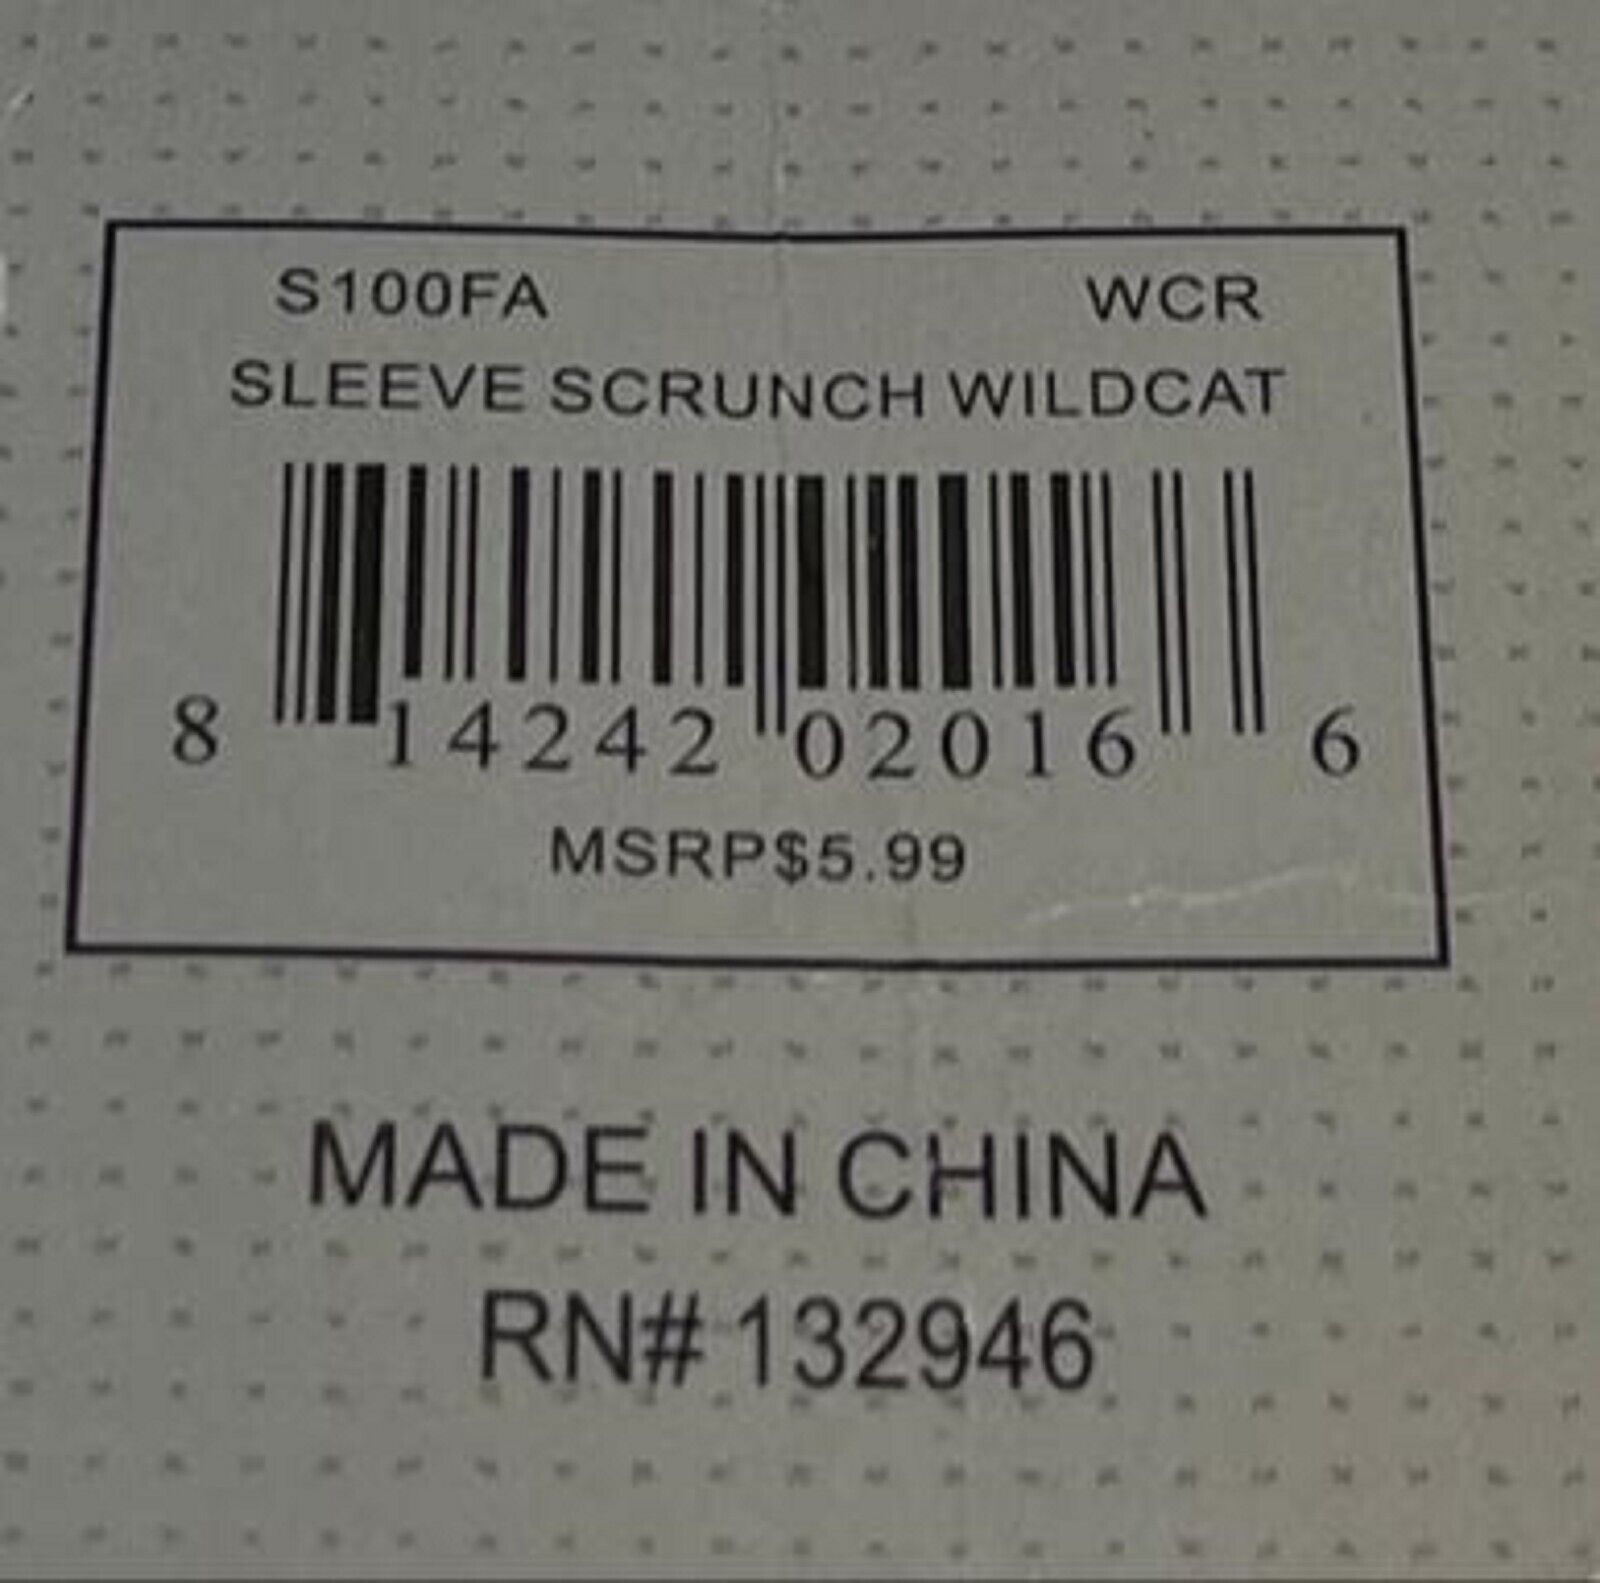 S100FA WCR
SLEEVE SCRUNCH WILDCAT
8 14242 02016 6
MSRP$5.99
MADE IN CHINA
RN# 132946